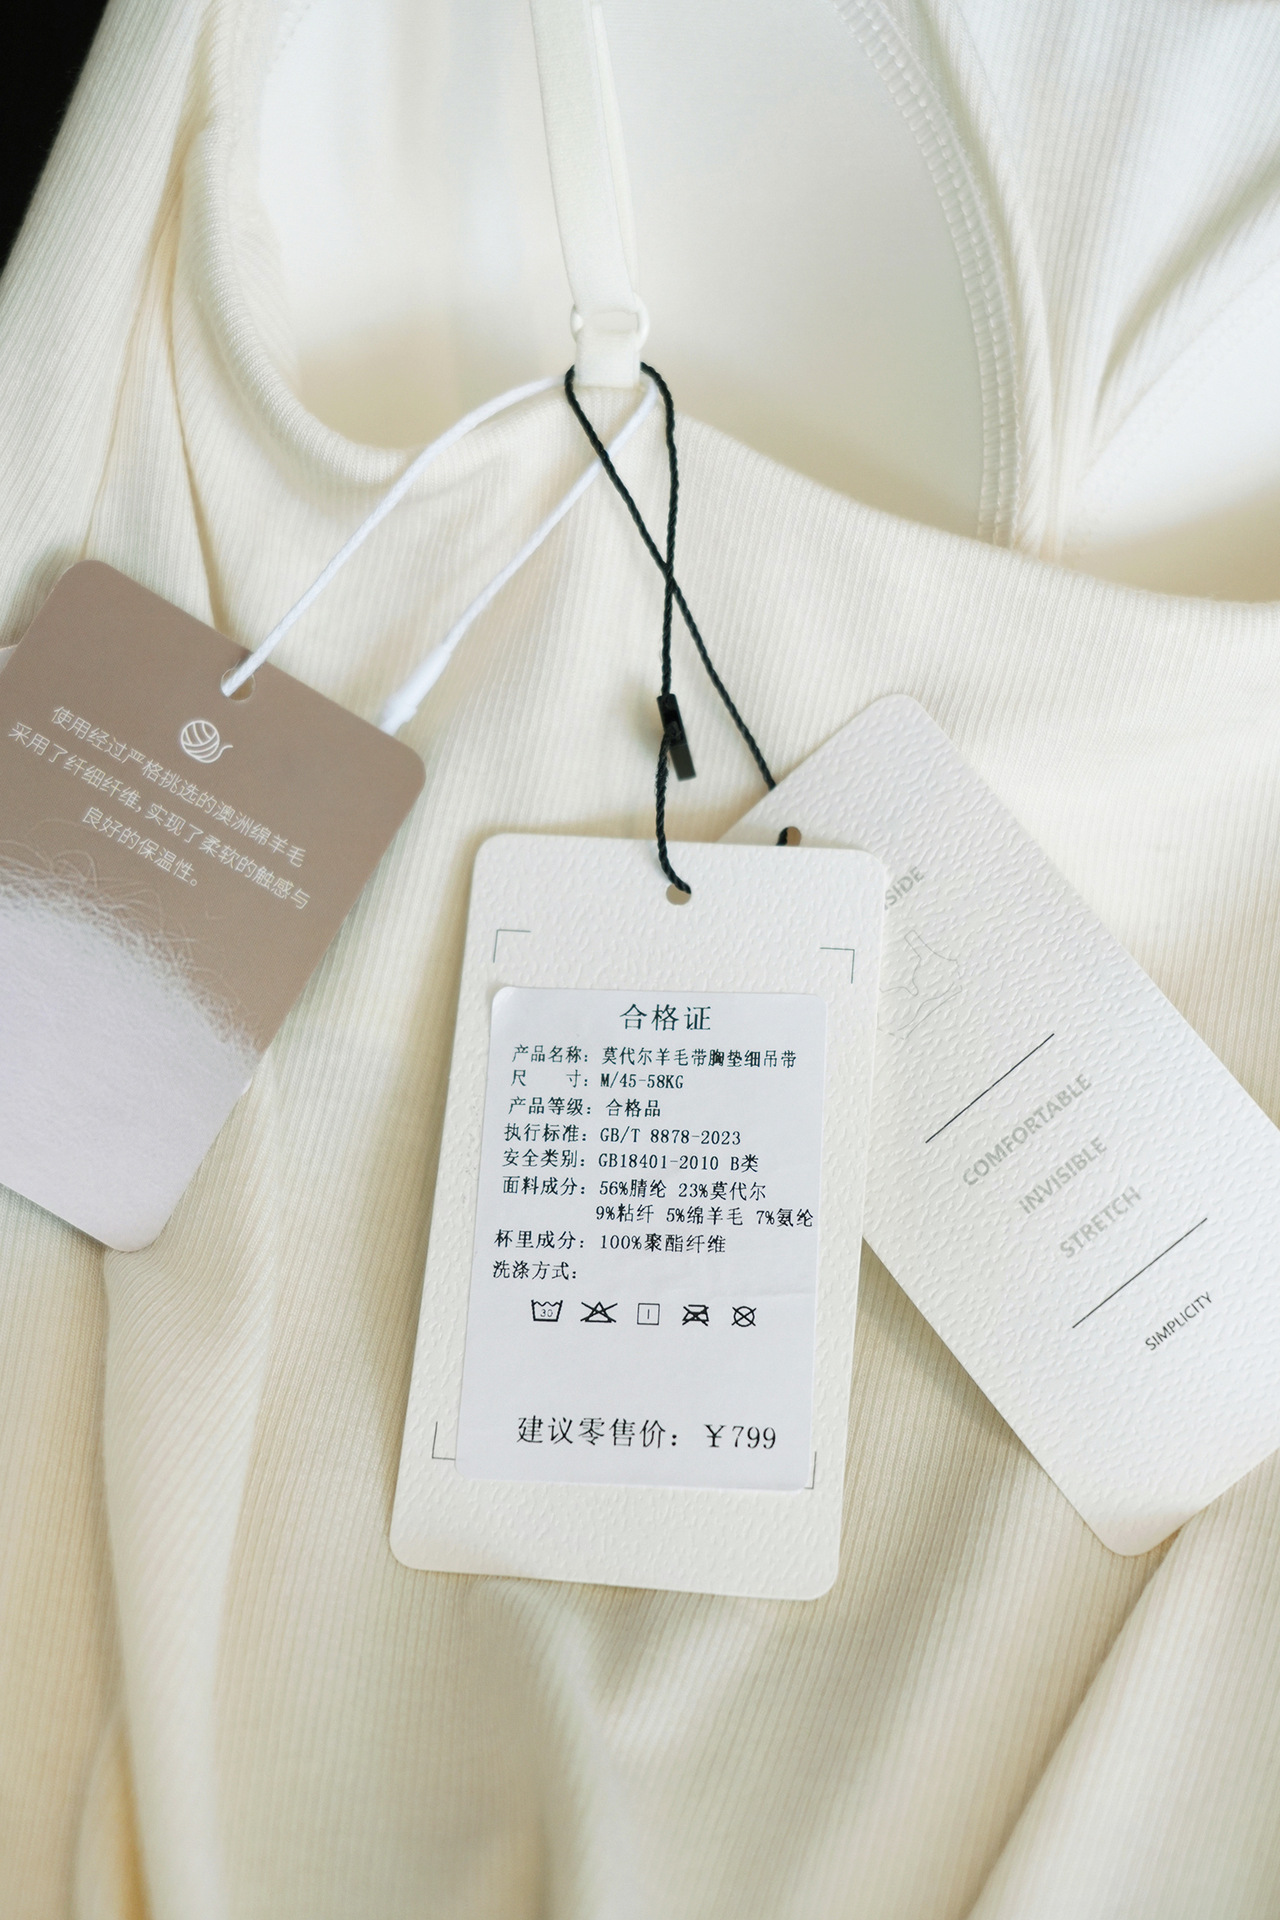 使用经过严格挑选的澳洲绵羊毛
采用了纤细纤维,实现了柔软的触感与
良好的保温性。
合格证
产品名称: 莫代尔羊毛带胸垫细吊带
尺 寸: M/45-58KG
产品等级: 合格品
执行标准: GB/T 8878-2023
安全类别: GB18401-2010 B类
面料成分: 56%腈纶 23%莫代尔
9%粘纤 5%绵羊毛 7%氨纶
杯里成分: 100%聚酯纤维
洗涤方式:
30
建议零售价: ¥799
COMFORTABLE
INVISIBLE
STRETCH
SIMPLICITY